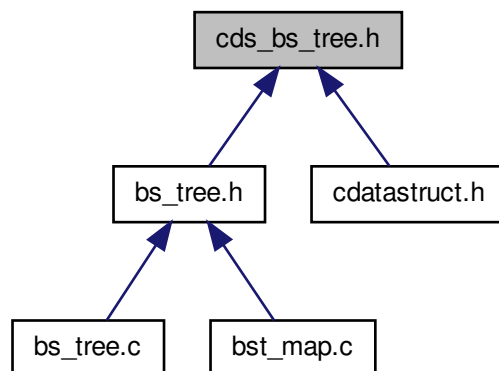 cds_bs_tree.h
bs_tree.h
cdatastruct.h
bs_tree.c
bst_map.c